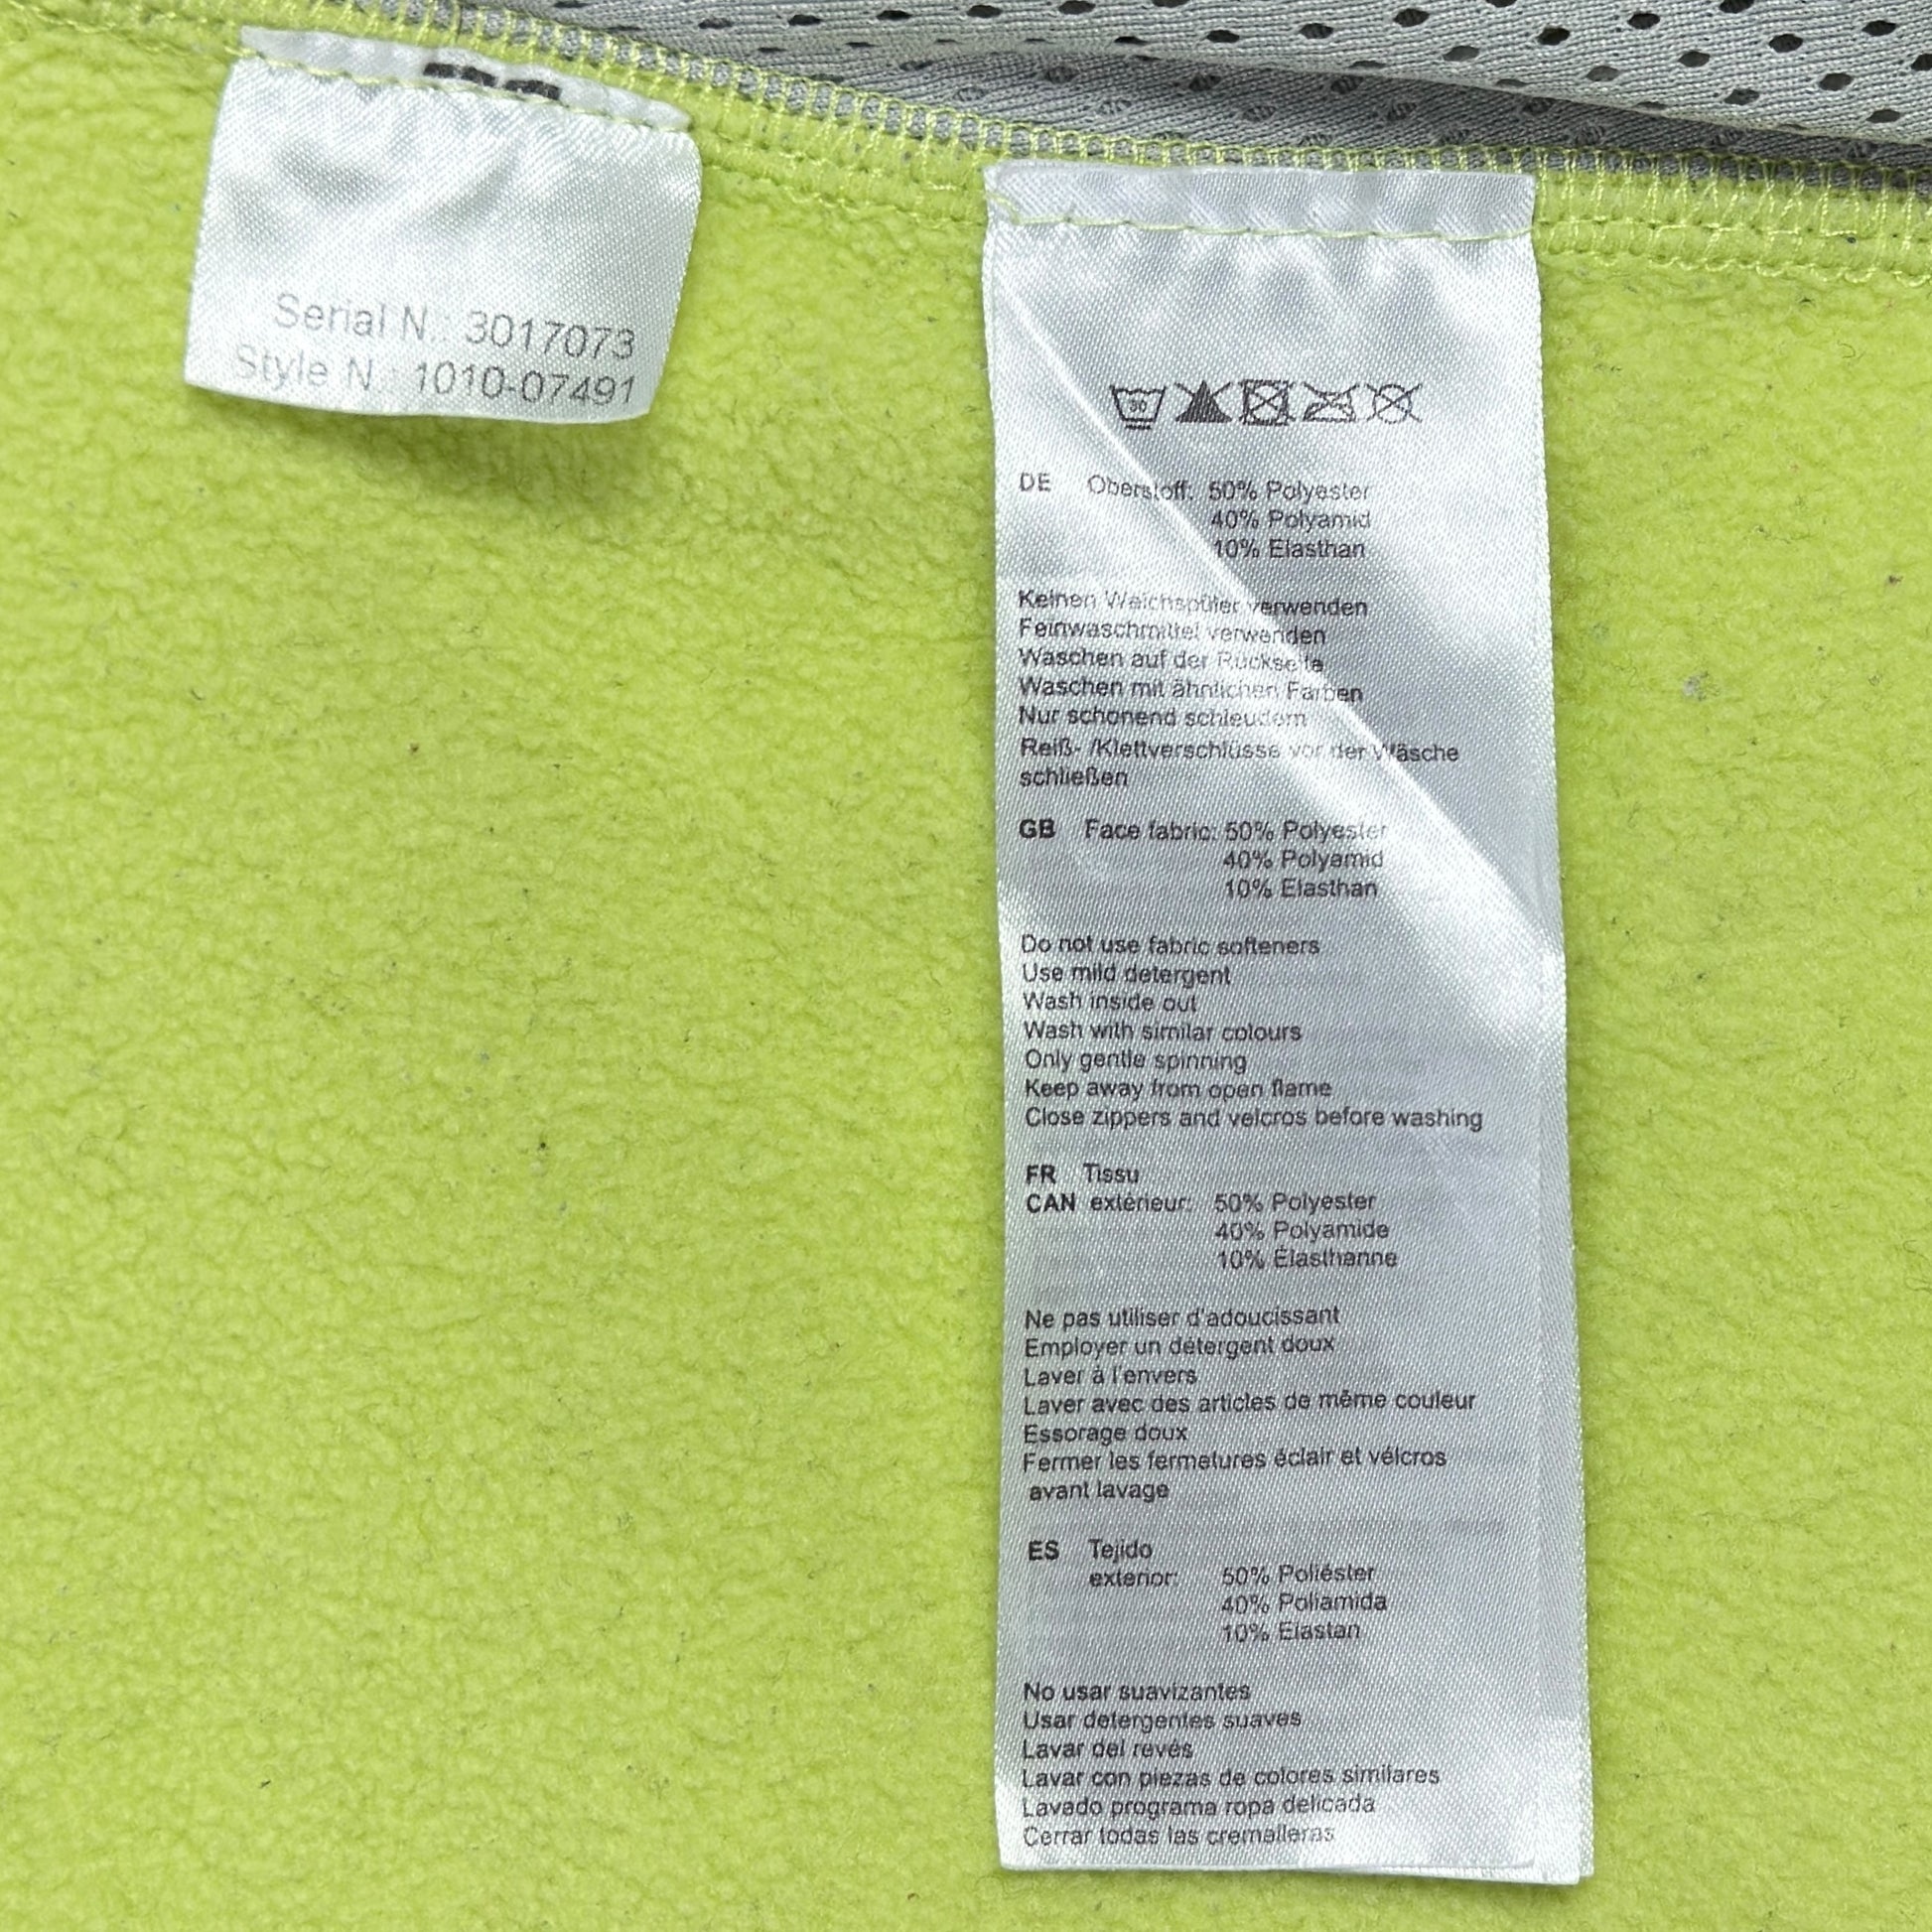 Serial N.: 3017073
Style N.: 1010-07491
30
DE Oberstoff: 50% Polyester
40% Polyamid
10% Elasthan
Keinen Weichspüler verwenden
Feinwaschmittel verwenden
Waschen auf der Rückseite
Waschen mit ähnlichen Farben
Nur schonend schleudern
Reiß- /Klettverschlüsse vor der Wäsche
schließen
GB Face fabric: 50% Polyester
40% Polyamid
10% Elasthan
Do not use fabric softeners
Use mild detergent
Wash inside out
Wash with similar colours
Only gentle spinning
Keep away from open flame
Close zippers and velcros before washing
FR Tissu
CAN extérieur: 50% Polyester
40% Polyamide
10% Élasthanne
Ne pas utiliser d'adoucissant
Employer un détergent doux
Laver à l'envers
Laver avec des articles de même couleur
Essorage doux
Fermer les fermetures éclair et vélcros
avant lavage
ES Tejido
exterior: 50% Poliéster
40% Poliamida
10% Elastan
No usar suavizantes
Usar detergentes suaves
Lavar del revés
Lavar con piezas de colores similares
Lavado programa ropa delicada
Cerrar todas las cremalleras